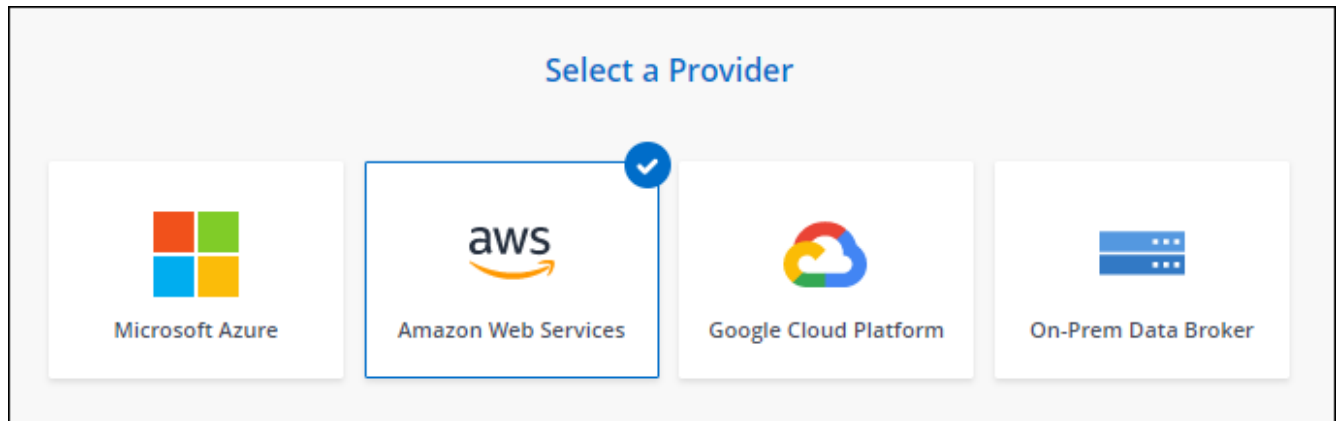 Select a Provider
aws
Microsoft Azure
Amazon Web Services
Google Cloud Platform
On-Prem Data Broker